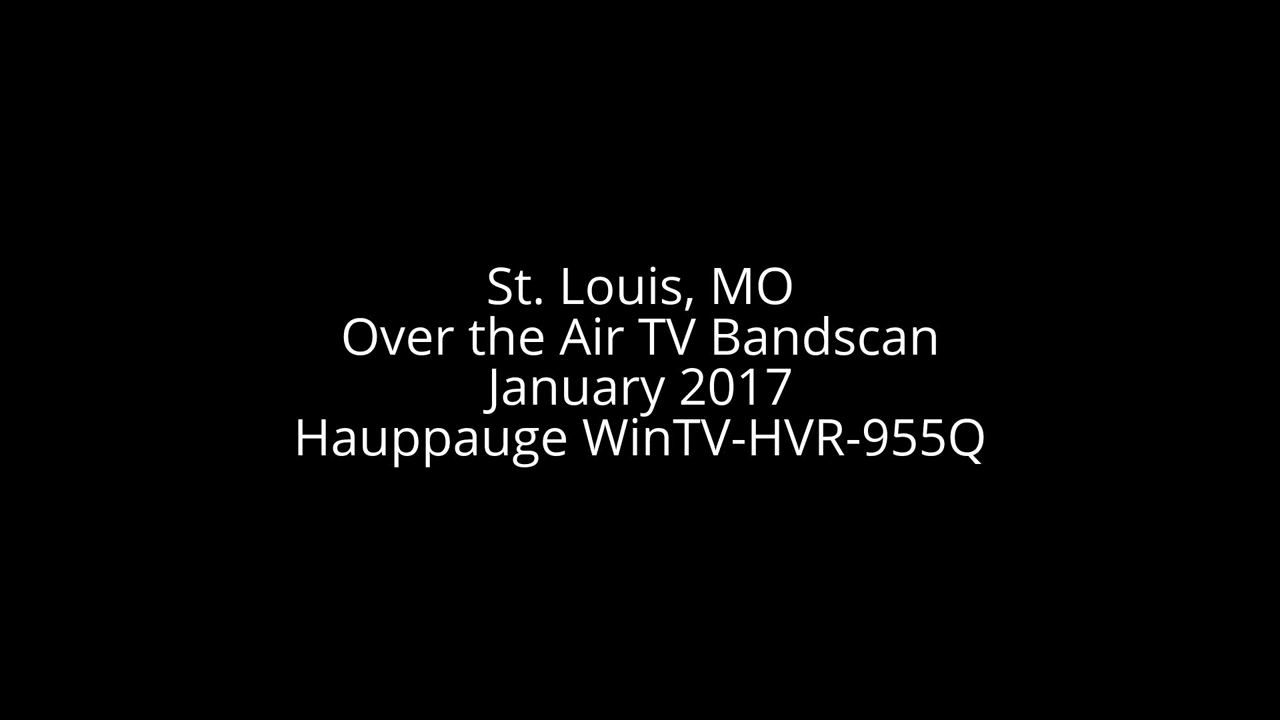 St. Louis, MO
Over the Air TV Bandscan
January 2017
Hauppauge WinTV-HVR-955Q